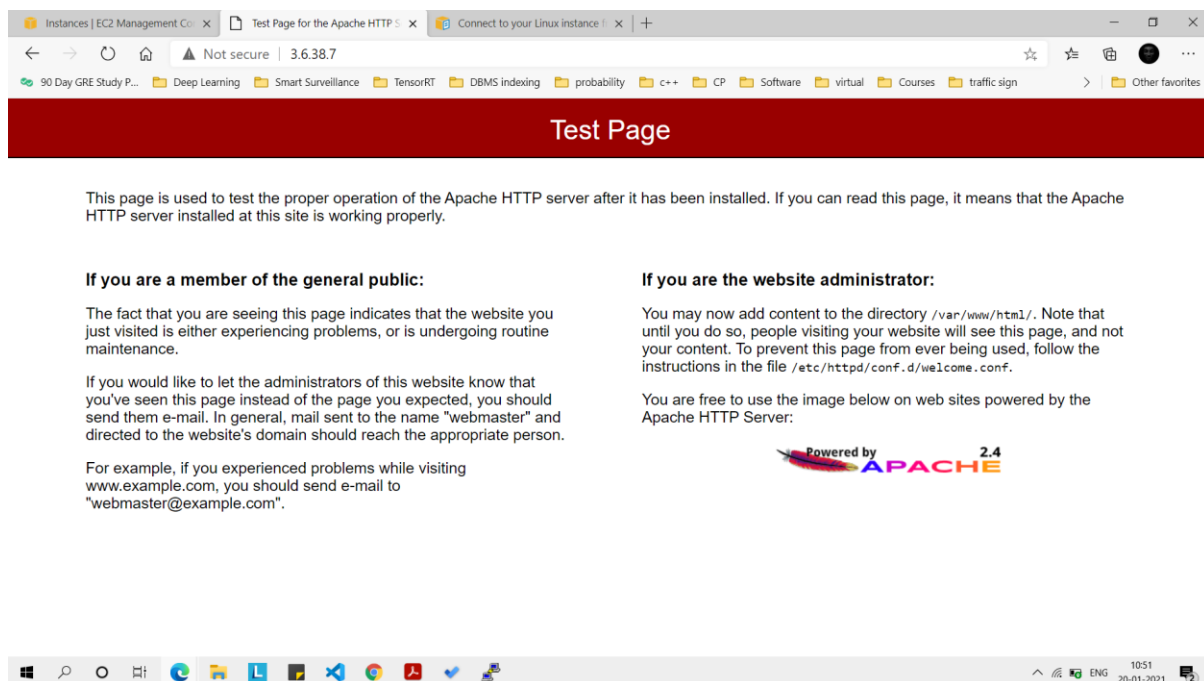 Instances | EC2 Management Co
Test Page for the Apache HTTP S
Connect to your Linux instance f
Not secure | 3.6.38.7
90 Day GRE Study P...
Deep Learning
Smart Surveillance
TensorRT
DBMS indexing
probability
c++
CP
Software
virtual
Courses
traffic sign
Other favorites
Test Page
This page is used to test the proper operation of the Apache HTTP server after it has been installed. If you can read this page, it means that the Apache
HTTP server installed at this site is working properly.
If you are a member of the general public:
The fact that you are seeing this page indicates that the website you
just visited is either experiencing problems, or is undergoing routine
maintenance.
If you would like to let the administrators of this website know that
you've seen this page instead of the page you expected, you should
send them e-mail. In general, mail sent to the name "webmaster" and
directed to the website's domain should reach the appropriate person.
For example, if you experienced problems while visiting
www.example.com, you should send e-mail to
"webmaster@example.com".
If you are the website administrator:
You may now add content to the directory /var/www/html/. Note that
until you do so, people visiting your website will see this page, and not
your content. To prevent this page from ever being used, follow the
instructions in the file /etc/httpd/conf.d/welcome.conf.
You are free to use the image below on web sites powered by the
Apache HTTP Server:
Powered by 2.4
APACHE
L
ENG
10:51
20-01-2021
2